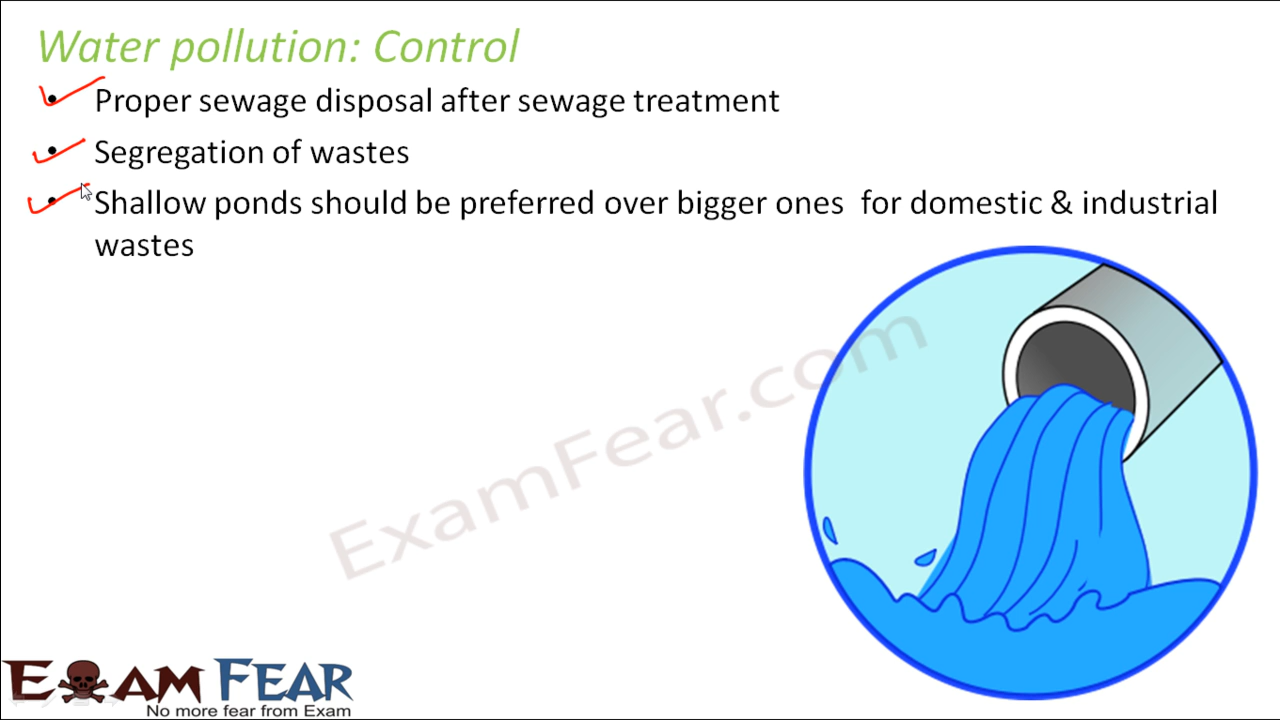 Water pollution: Control
• Proper sewage disposal after sewage treatment
• Segregation of wastes
• Shallow ponds should be preferred over bigger ones for domestic & industrial
wastes
ExamFear.com
EXAM FEAR
No more fear from Exam